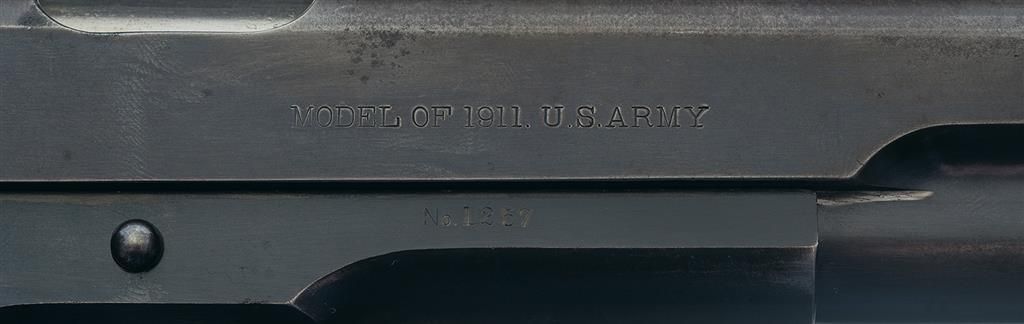 MODEL OF 1911. U.S.ARMY
No. 1257